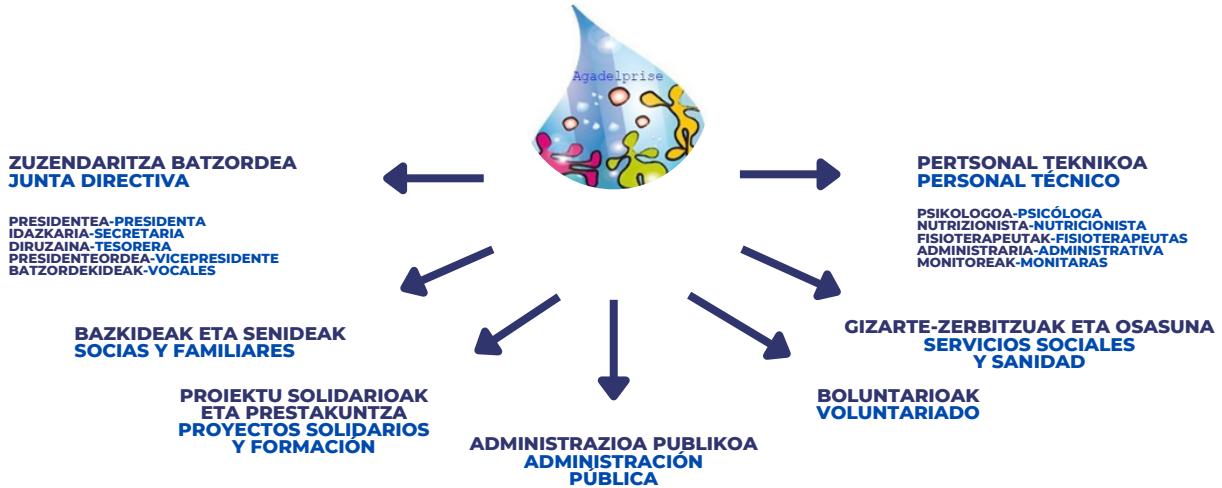 Agadelprise
ZUZENDARITZA BATZORDEA
JUNTA DIRECTIVA
PRESIDENTEA-PRESIDENTA
IDAZKARIA-SECRETARIA
DIRUZAINA-TESORERA
PRESIDENTEORDEA-VICEPRESIDENTE
BATZORDEKIDEAK-VOCALES
PERTSONAL TEKNIKOA
PERSONAL TÉCNICO
PSIKOLOGOA-PSICÓLOGA
NUTRIZIONISTA-NUTRICIONISTA
FISIOTERAPEUTAK-FISIOTERAPEUTAS
ADMINISTRARIA-ADMINISTRATIVA
MONITOREAK-MONITARAS
BAZKIDEAK ETA SENIDEAK
SOCIAS Y FAMILIARES
GIZARTE-ZERBITZUAK ETA OSASUNA
SERVICIOS SOCIALES
Y SANIDAD
PROIEKTU SOLIDARIOAK
ETA PRESTAKUNTZA
PROYECTOS SOLIDARIOS
Y FORMACIÓN
BOLUNTARIOAK
VOLUNTARIADO
ADMINISTRAZIOA PUBLIKOA
ADMINISTRACIÓN
PÚBLICA